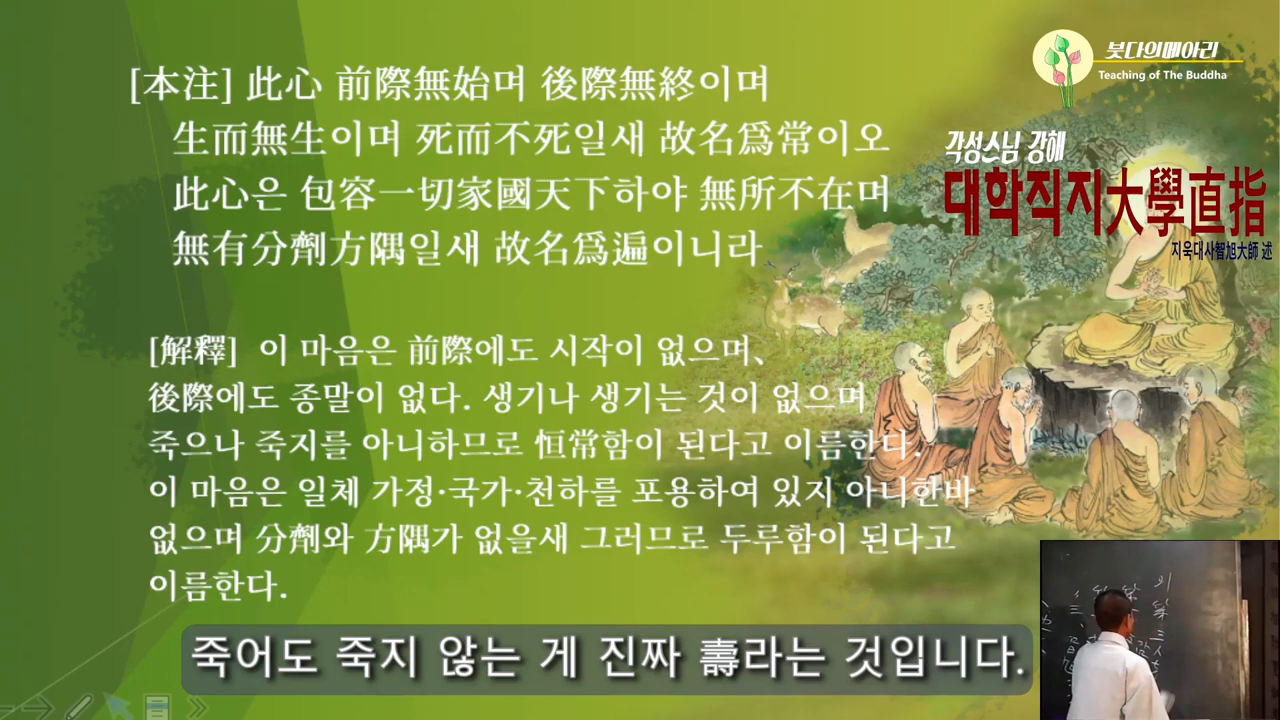 [本注] 此心 前際無始며 後際無終이며
生而無生이며 死而不死일새 故名爲常이오
此心은 包容一切家國天下하야 無所不在며
無有分劑方隅일새 故名爲遍이니라
[解釋] 이 마음은 前際에도 시작이 없으며、
後際에도 종말이 없다. 생기나 생기는 것이 없으며
죽으나 죽지를 아니하므로 恒常함이 된다고 이름한다.
이 마음은 일체 가정·국가·천하를 포용하여 있지 아니한바
없으며 分劑와 方隅가 없을새 그러므로 두루함이 된다고
이름한다.
죽어도 죽지 않는 게 진짜 壽라는 것입니다.
붓다의메아리
Teaching of The Buddha
각성스님 강해
대학직지大學直指
지욱대사智旭大師 述